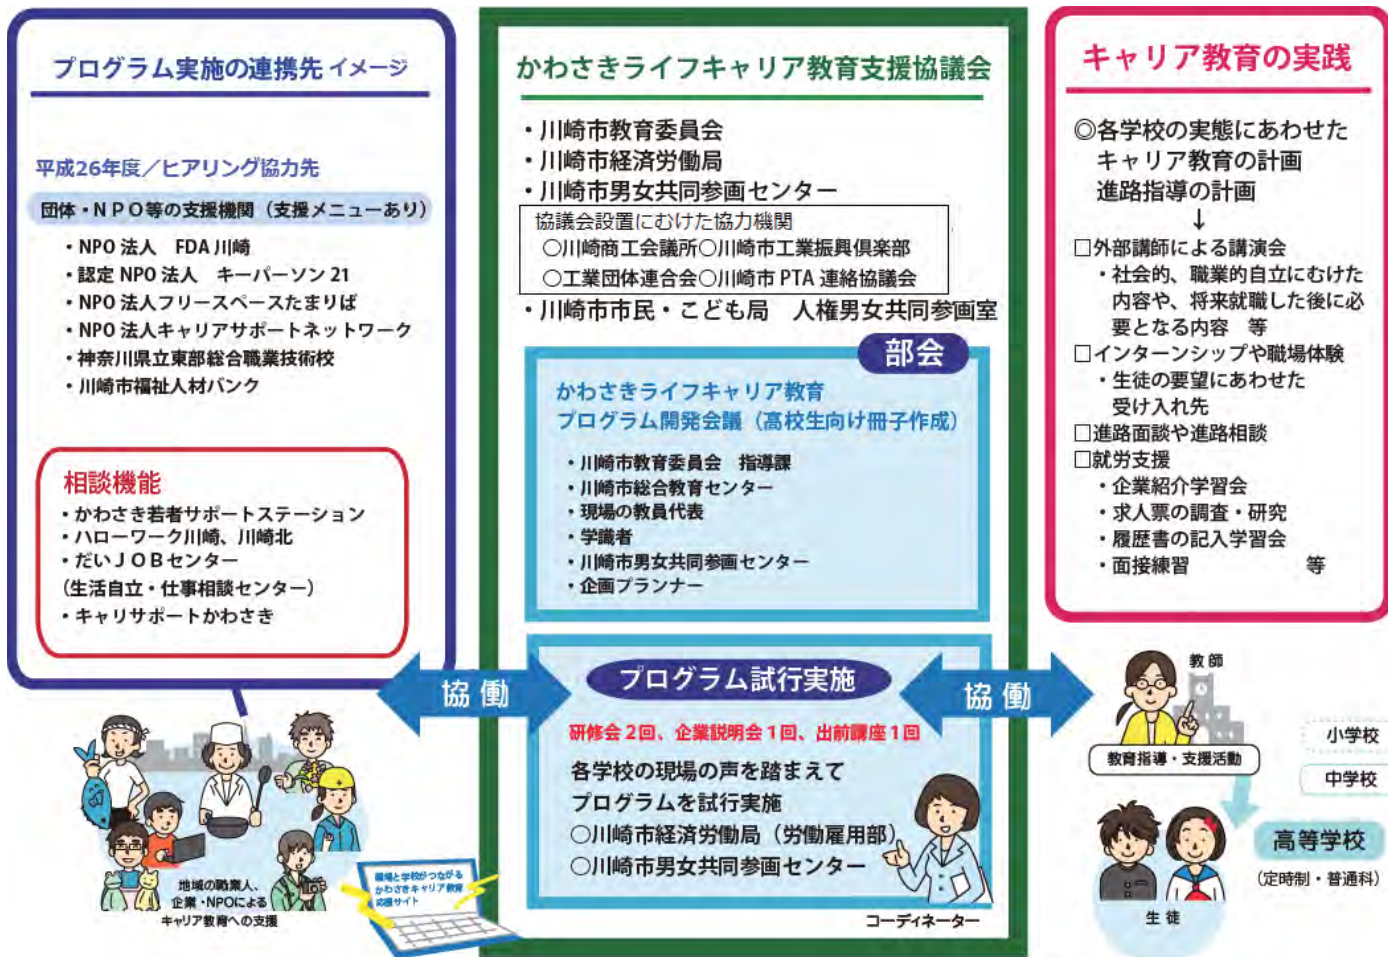 プログラム実施の連携先 イメージ
平成26年度／ヒアリング協力先
団体・ＮＰＯ等の支援機関（支援メニューあり）
・NPO 法人　FDA 川崎
・認定 NPO 法人　キーパーソン 21
・NPO 法人フリースペースたまりば
・NPO 法人キャリアサポートネットワーク
・神奈川県立東部総合職業技術校
・川崎市福祉人材バンク
相談機能
・かわさき若者サポートステーション
・ハローワーク川崎、川崎北
・だいＪＯＢセンター
（生活自立・仕事相談センター）
・キャリサポートかわさき
協 働
地域の職業人、
企業・NPOによる
キャリア教育への支援
職場と学校がつながる
かわさきキャリア教育
応援サイト
かわさきライフキャリア教育支援協議会
・川崎市教育委員会
・川崎市経済労働局
・川崎市男女共同参画センター
協議会設置にむけた協力機関
○川崎商工会議所○川崎市工業振興倶楽部
○工業団体連合会○川崎市 PTA 連絡協議会
・川崎市市民・こども局　人権男女共同参画室
部会
かわさきライフキャリア教育
プログラム開発会議（高校生向け冊子作成）
・川崎市教育委員会　指導課
・川崎市総合教育センター
・現場の教員代表
・学識者
・川崎市男女共同参画センター
・企画プランナー
プログラム試行実施
研修会２回、企業説明会１回、出前講座１回
各学校の現場の声を踏まえて
プログラムを試行実施
○川崎市経済労働局（労働雇用部）
○川崎市男女共同参画センター
コーディネーター
協 働
キャリア教育の実践
◎各学校の実態にあわせた
キャリア教育の計画
進路指導の計画
↓
□外部講師による講演会
・社会的、職業的自立にむけた
内容や、将来就職した後に必
要となる内容　等
□インターンシップや職場体験
・生徒の要望にあわせた
受け入れ先
□進路面談や進路相談
□就労支援
・企業紹介学習会
・求人票の調査・研究
・履歴書の記入学習会
・面接練習　　　　　等
教師
教育指導・支援活動
小学校
中学校
高等学校
（定時制・普通科）
生徒